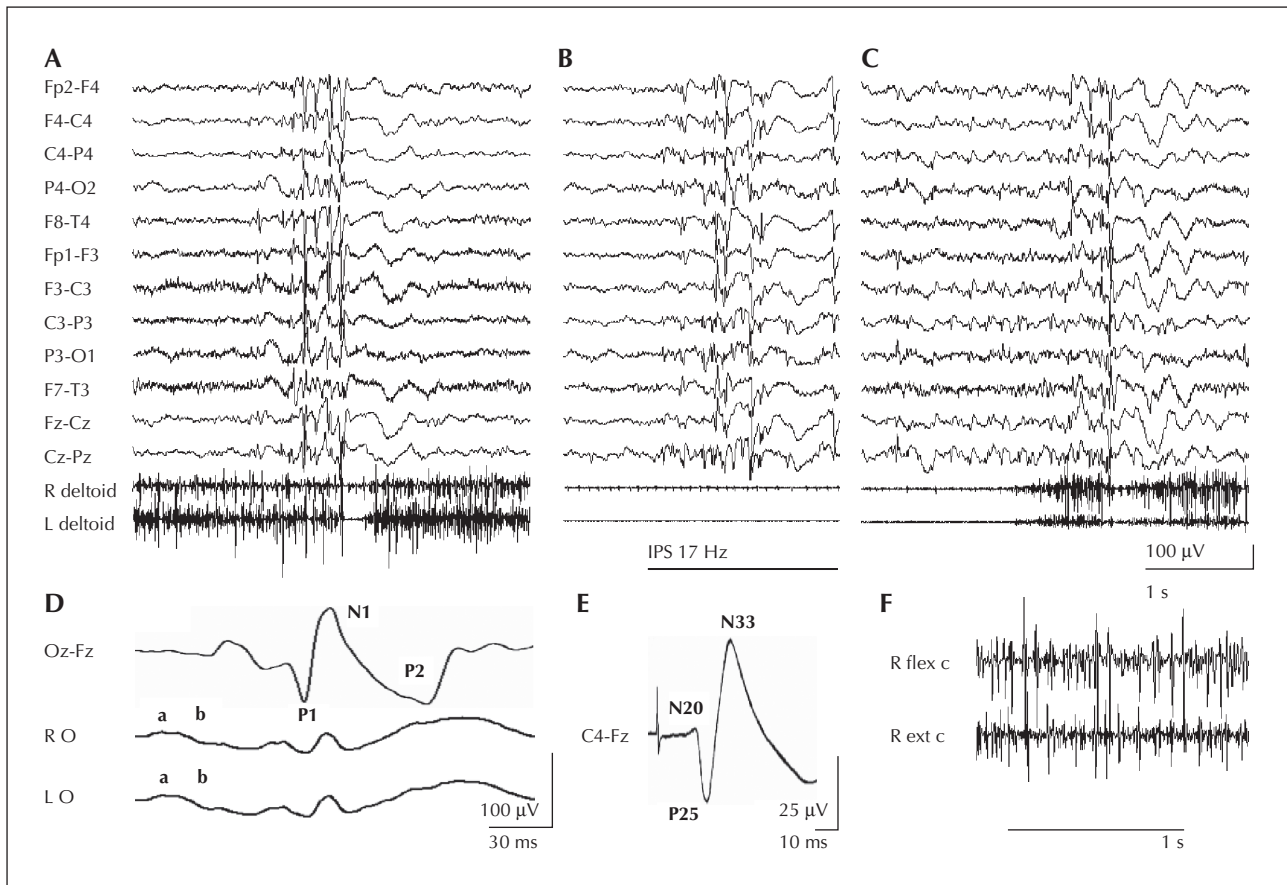 A
B
C
Fp2-F4
F4-C4
C4-P4
P4-O2
F8-T4
Fp1-F3
F3-C3
C3-P3
P3-O1
F7-T3
Fz-Cz
Cz-Pz
R deltoid
L deltoid
IPS 17 Hz
100 µV
1 s
D
N1
Oz-Fz
P2
P1
a b
R O
a b
L O
100 µV
30 ms
E
N33
N20
C4-Fz
P25
25 µV
10 ms
F
R flex c
R ext c
1 s